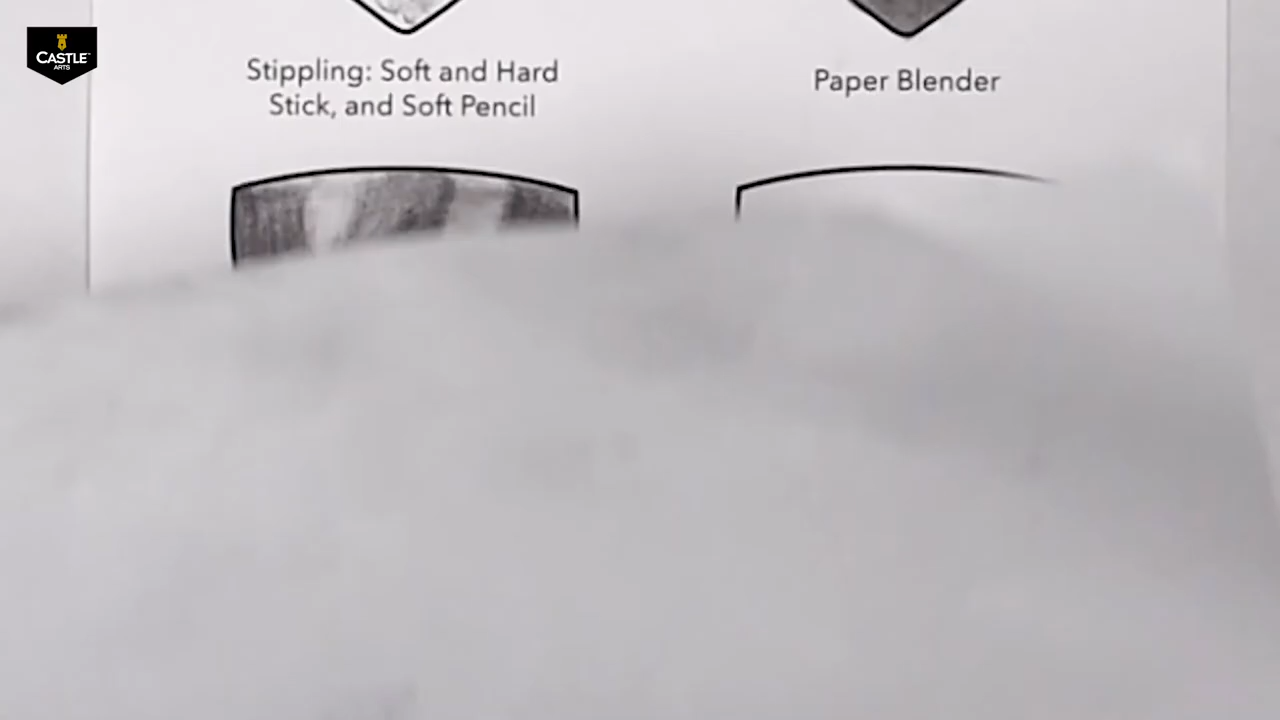 CASTLE
ARTS
Stippling: Soft and Hard
Stick, and Soft Pencil
Paper Blender